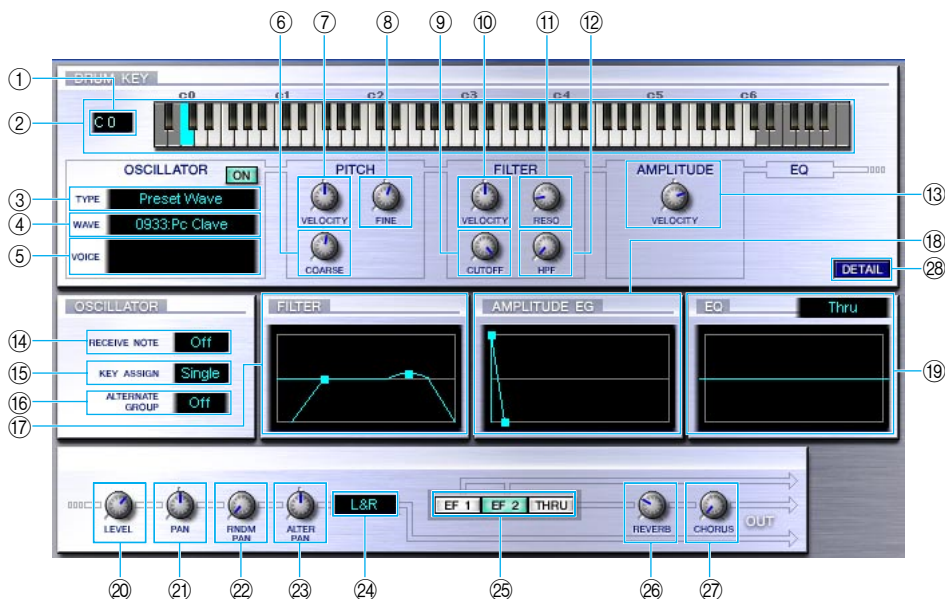 ⑥ ⑦ ⑧ ⑨ ⑩ ⑪ ⑫
①
DRUM KEY
C0 C1 C2 C3 C4 C5 C6
② C 0
OSCILLATOR ON PITCH FILTER AMPLITUDE EQ
③ TYPE Preset Wave
VELOCITY FINE VELOCITY RESO VELOCITY ⑬
④ WAVE 0933:Pc Clave
⑤ VOICE
COARSE CUTOFF HPF
⑱
DETAIL ㉘
OSCILLATOR FILTER AMPLITUDE EG EQ Thru
⑭ RECEIVE NOTE Off
⑮ KEY ASSIGN Single ⑲
⑯ ALTERNATE GROUP Off
⑰
L&R EF 1 EF 2 THRU
LEVEL PAN RNDM PAN ALTER PAN REVERB CHORUS OUT
⑳ ㉑ ㉒ ㉓ ㉔ ㉕ ㉖ ㉗